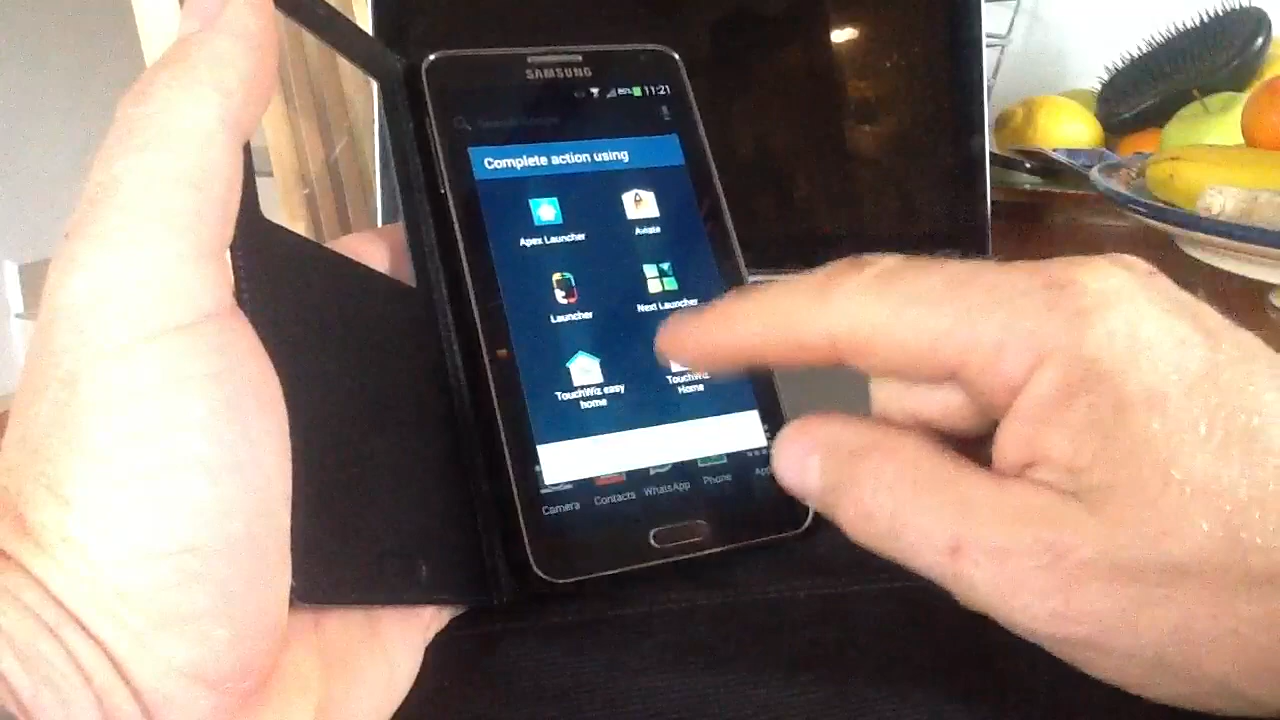 SAMSUNG
11:21
Complete action using
Apex Launcher
Aviate
Launcher
Next Launcher
TouchWiz easy
home
TouchWiz
Home
Camera
Contacts
WhatsApp
Phone